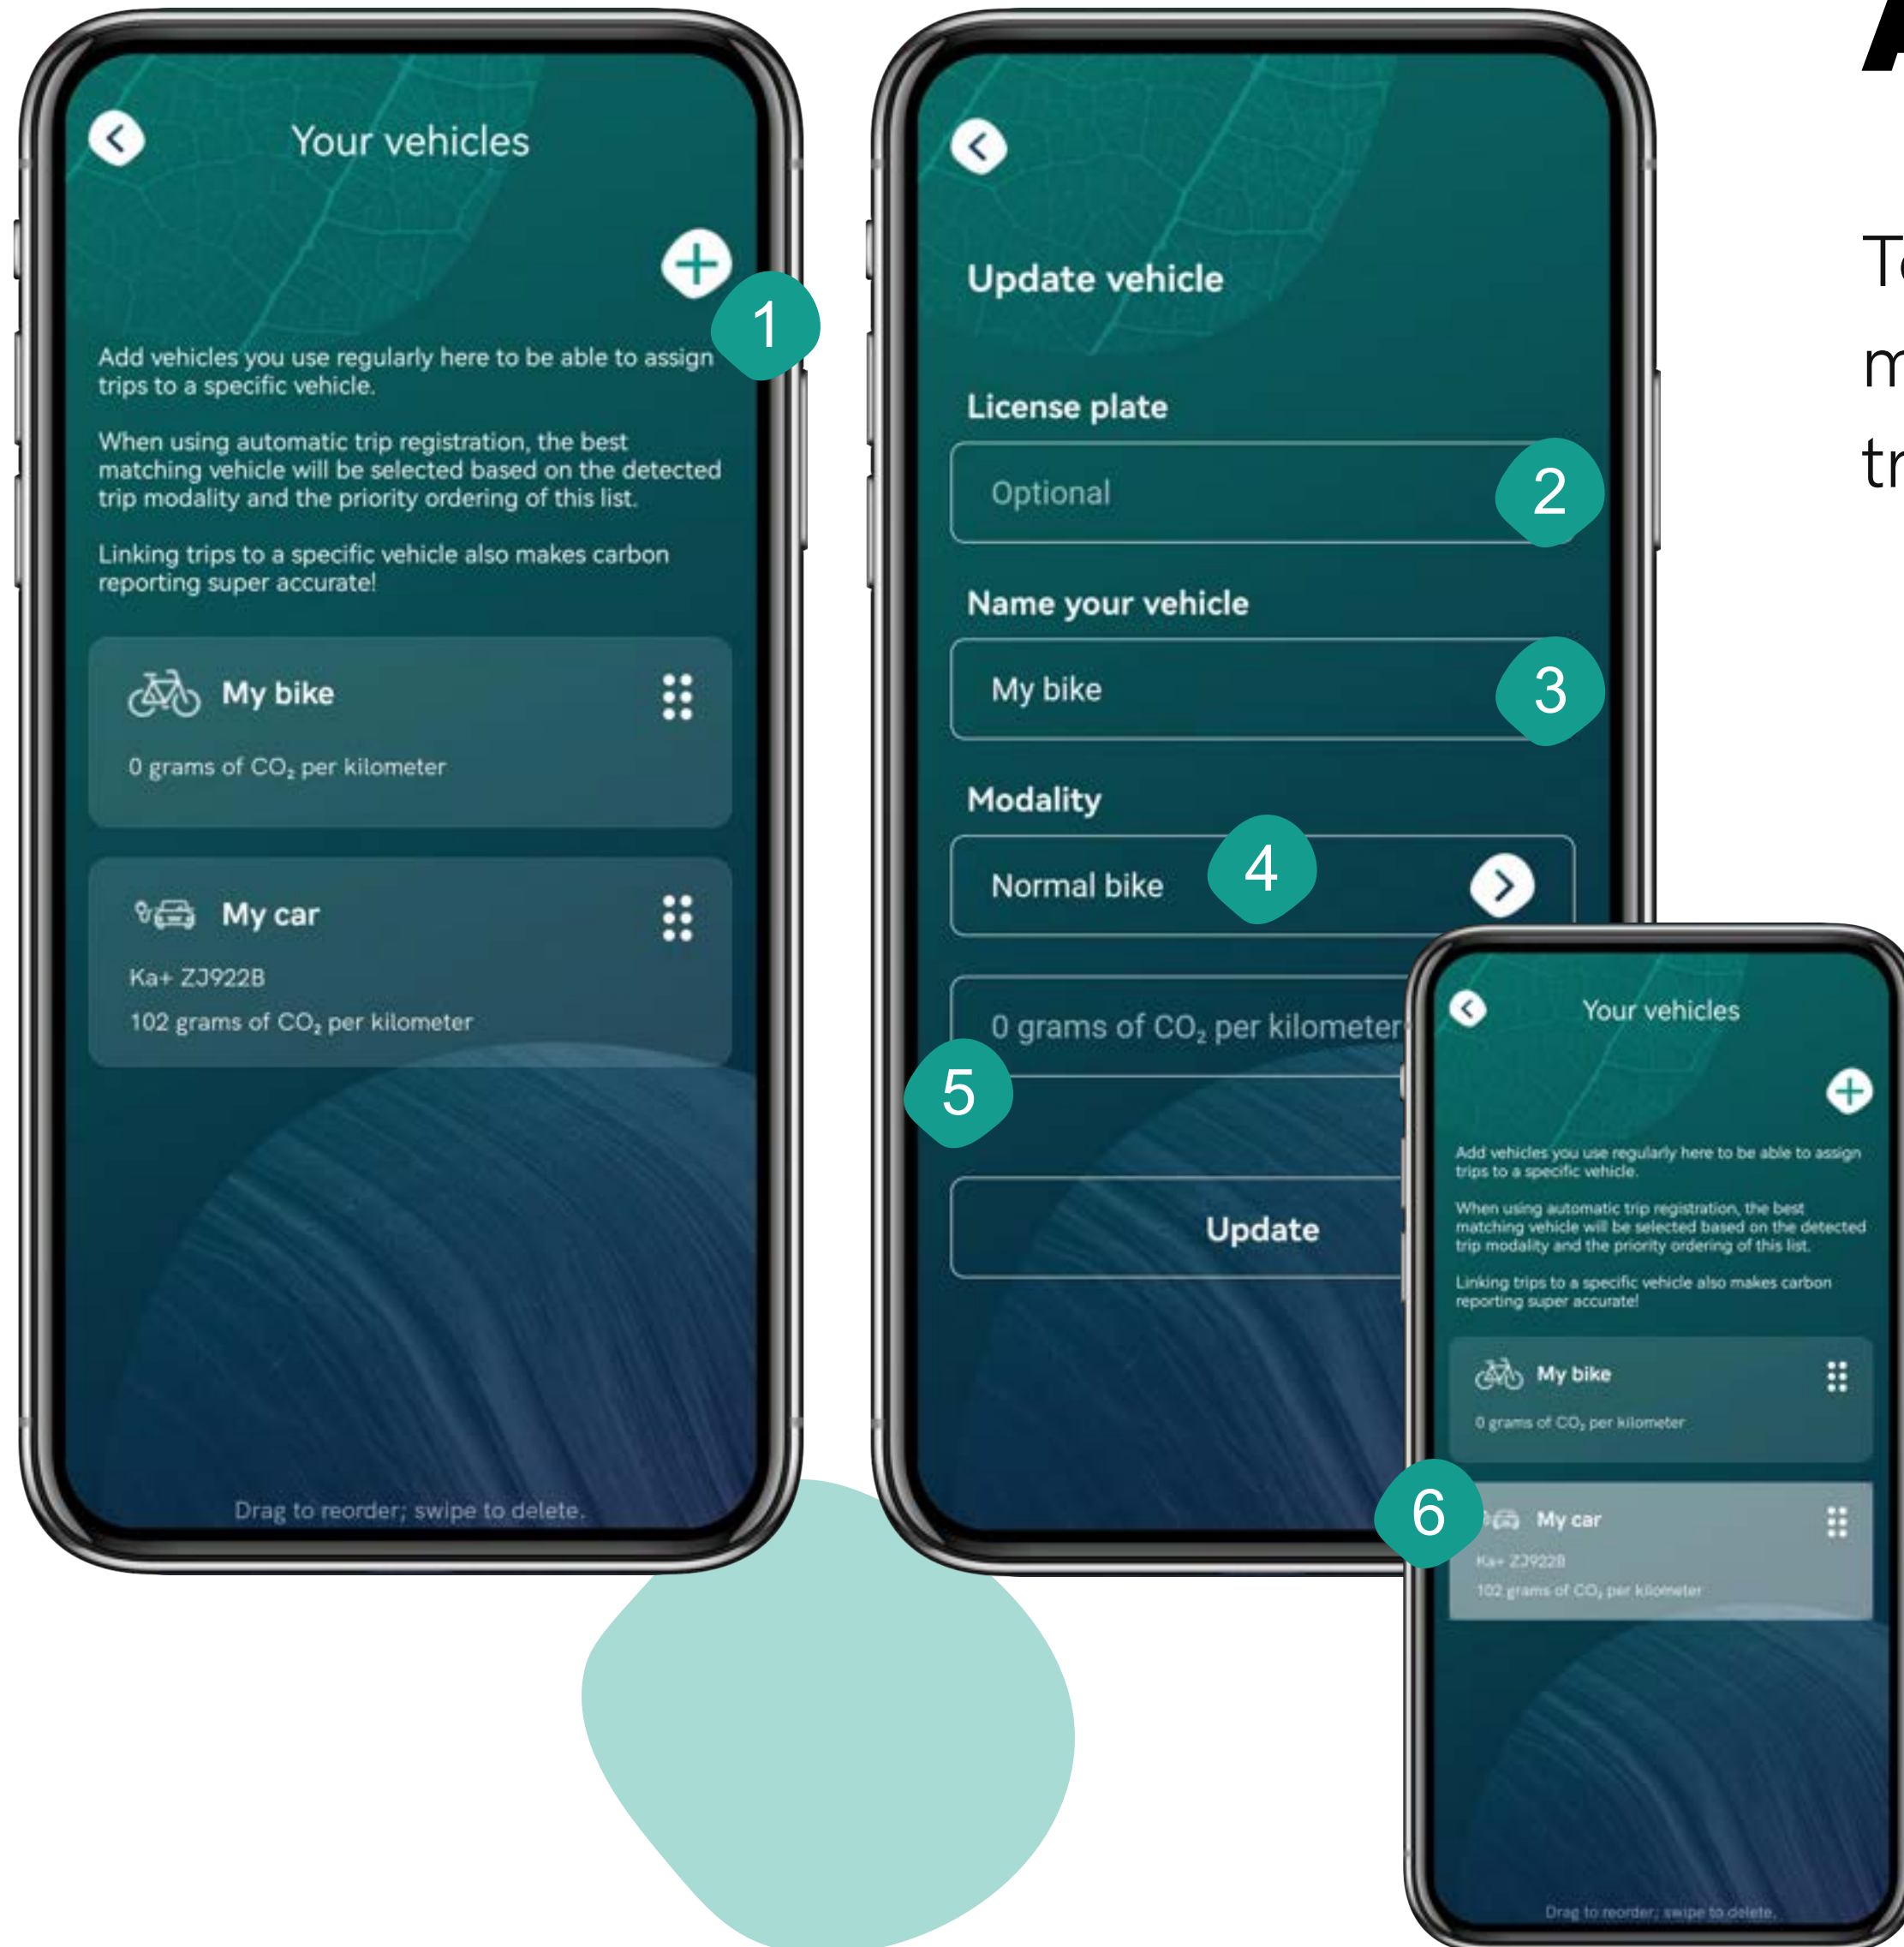 Your vehicles
1
Add vehicles you use regularly here to be able to assign
trips to a specific vehicle.
When using automatic trip registration, the best
matching vehicle will be selected based on the detected
trip modality and the priority ordering of this list.
Linking trips to a specific vehicle also makes carbon
reporting super accurate!
My bike
0 grams of CO₂ per kilometer
My car
Ka+ ZJ922B
102 grams of CO₂ per kilometer
Drag to reorder; swipe to delete.
Update vehicle
License plate
Optional
2
Name your vehicle
My bike
3
Modality
Normal bike
4
0 grams of CO₂ per kilometer
5
Update
Your vehicles
Add vehicles you use regularly here to be able to assign
trips to a specific vehicle.
When using automatic trip registration, the best
matching vehicle will be selected based on the detected
trip modality and the priority ordering of this list.
Linking trips to a specific vehicle also makes carbon
reporting super accurate!
My bike
0 grams of CO₂ per kilometer
6
My car
Ka+ ZJ922B
102 grams of CO₂ per kilometer
Drag to reorder; swipe to delete.